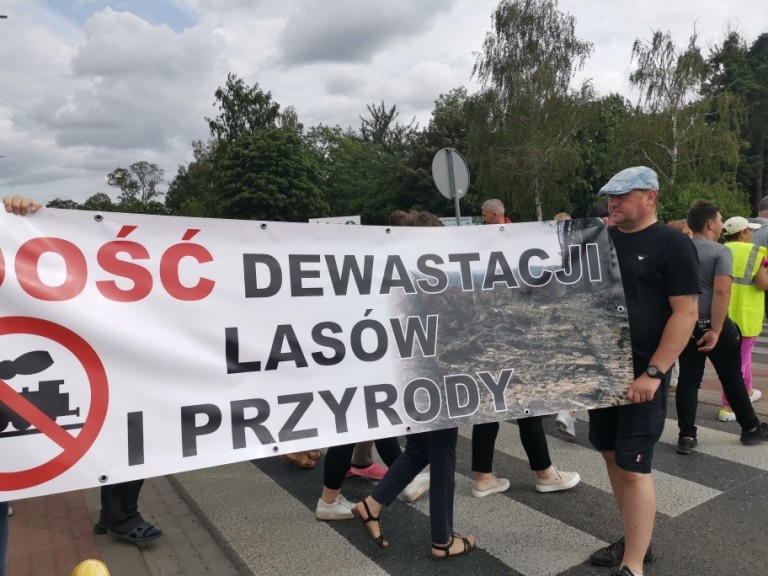 DOŚĆ DEWASTACJI
LASÓW
I PRZYRODY